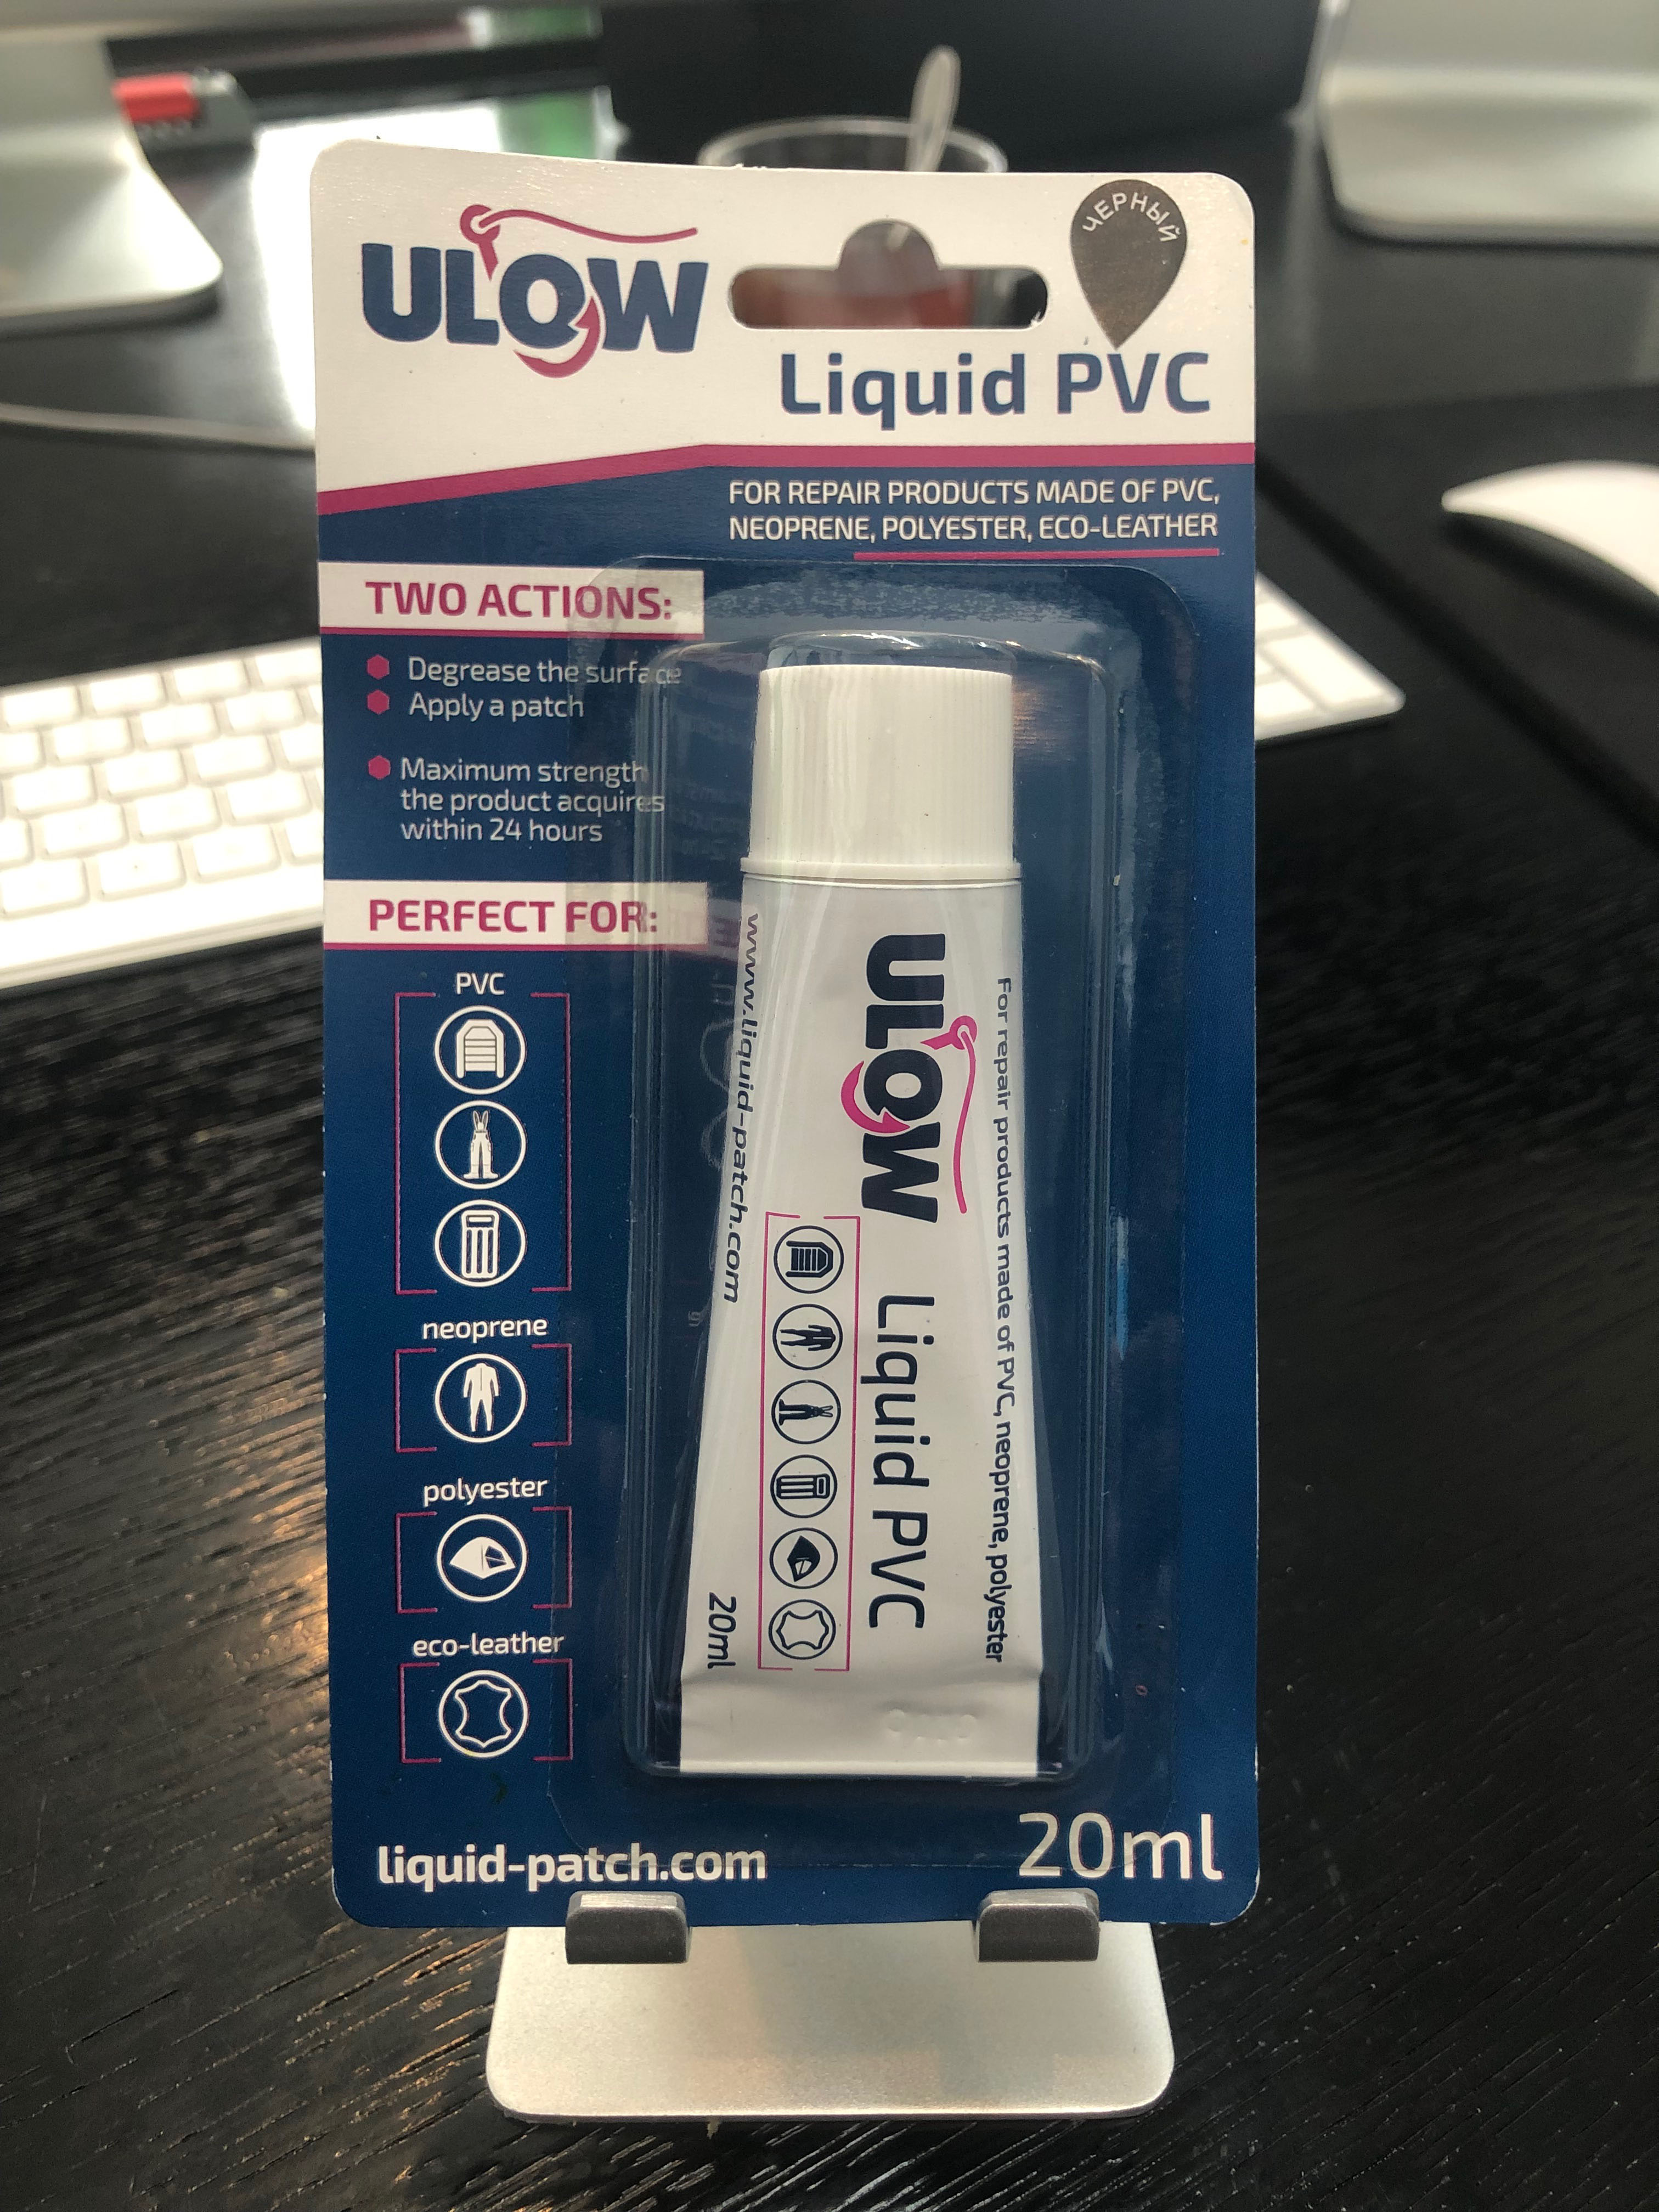 ULOW
ЧЕРНЫЙ
Liquid PVC
FOR REPAIR PRODUCTS MADE OF PVC,
NEOPRENE, POLYESTER, ECO-LEATHER
TWO ACTIONS:
Degrease the surface
Apply a patch
Maximum strength
the product acquires
within 24 hours
PERFECT FOR:
PVC
neoprene
polyester
eco-leather
For repair products made of PVC, neoprene, polyester
ULOW Liquid PVC
www.liquid-patch.com
20ml
liquid-patch.com
20ml